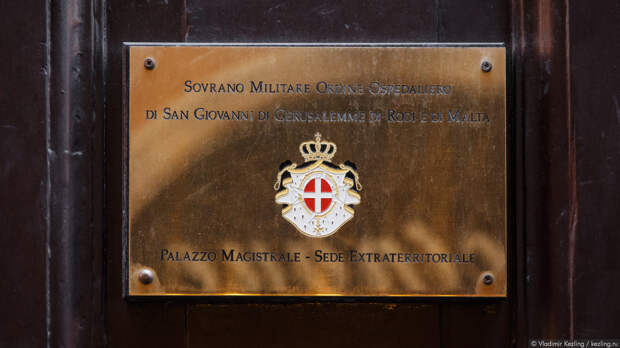 Sovrano Militare Ordine Ospedaliero
di San Giovanni di Gerusalemme di Rodi e di Malta
Palazzo Magistrale - Sede Extraterritoriale
© Vladimir Kezling / kezling.ru